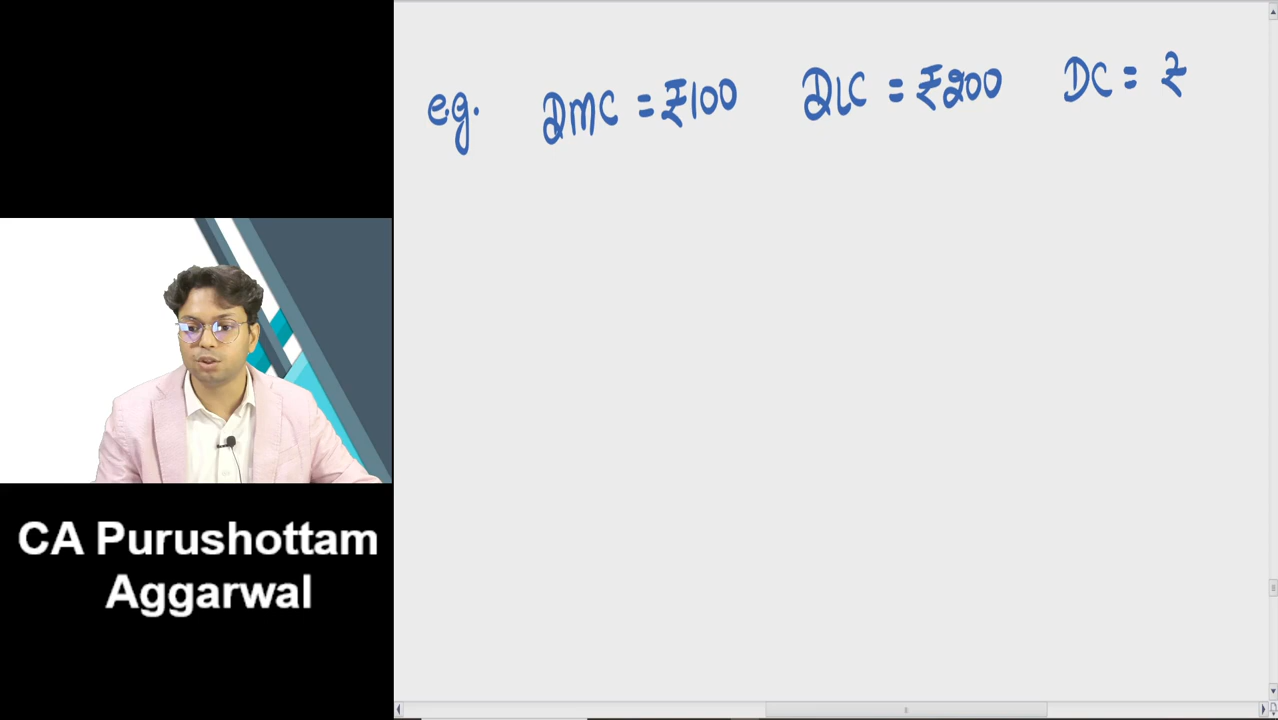 e.g. DMC = ₹100 DLC = ₹200 DC = ₹
CA Purushottam
Aggarwal